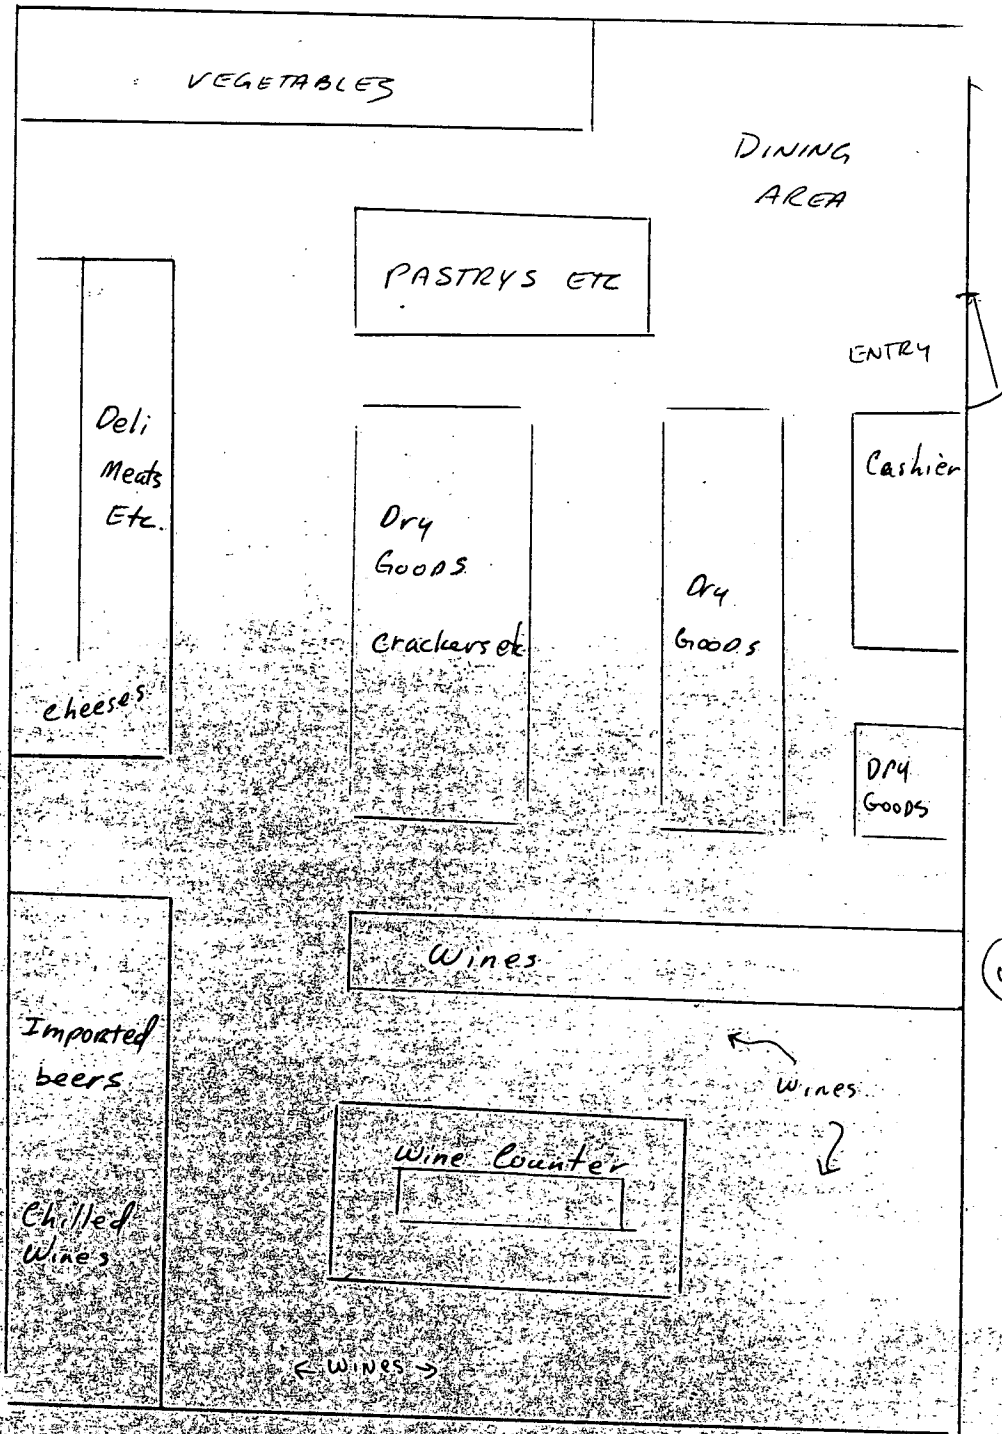 VEGETABLES
DINING
AREA
PASTRYS ETC
ENTRY
Deli
Meats
Etc.
Cheeses
Dry
GOODS
Crackers etc
Dry
GOODS
Cashier
DRY
GOODS
Wines
Imported
beers
Chilled
Wines
Wines
Wine Counter
← WINES →